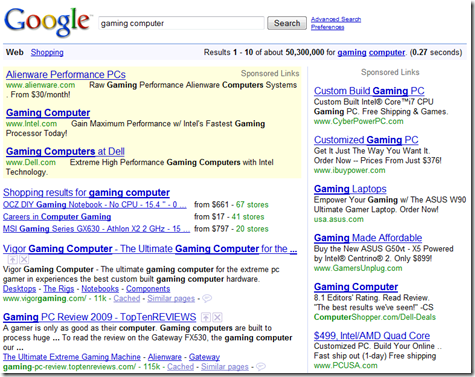 Google
gaming computer
Search
Advanced Search
Preferences
Web Shopping
Results 1 - 10 of about 50,300,000 for gaming computer. (0.27 seconds)
Alienware Performance PCs
Sponsored Links
www.alienware.com Raw Gaming Performance Alienware Computers Systems
. From $30/month!
Gaming Computer
www.Intel.com Gain Maximum Performance w/ Intel's Fastest Gaming
Processor Today!
Gaming Computers at Dell
www.Dell.com Extreme High Performance Gaming Computers with Intel
Technology.
Shopping results for gaming computer
OCZ DIY Gaming Notebook - No CPU - 15.4 " - 0 ... from $661 - 67 stores
Careers in Computer Gaming from $17 - 41 stores
MSI Gaming Series GX630 - Athlon X2 2 GHz - 15 ... from $797 - 20 stores
Vigor Gaming Computer - The Ultimate Gaming Computer for the ...
Vigor Gaming Computer - The ultimate gaming computer for the extreme pc
gamer in experiences the best custom built gaming computer hardware.
Desktops - The Rigs - Notebooks - Components
www.vigorgaming.com/ - 11k - Cached - Similar pages -
Gaming PC Review 2009 - TopTenREVIEWS
A gamer is only as good as their computer. Gaming computers are built to
process huge ... To read the review on the Gateway FX530, the gaming computer
must run ...
The Ultimate Extreme Gaming Machine - Alienware - Gateway
gaming-pc-review.toptenreviews.com/ - 115k - Cached - Similar pages -
Sponsored Links
Custom Build Gaming PC
Custom Built Intel® Core™i7 CPU
Gaming PC. Free Shipping & Games.
www.CyberPowerPC.com
Customized Gaming PC
Get It Just The Way You Want It.
Order Now -- Prices From Just $376!
www.ibuypower.com
Gaming Laptops
Empower Your Gaming w/ The ASUS W90
Ultimate Gamer Laptop. Order Now!
usa.asus.com
Gaming Made Affordable
Buy the New ASUS G50vt - X5 Powered
by Intel® Centrino® 2. Only $899!
www.GamersUnplug.com
Gaming Computer
8.1 Editors' Rating. Read Review.
"The best results we've seen!" -CS
ComputerShopper.com/Dell-Deals
$499, Intel/AMD Quad Core
Customized PC. Build Your Online ..
Fast ship out (1-day) Free shipping
www.PCUSA.com